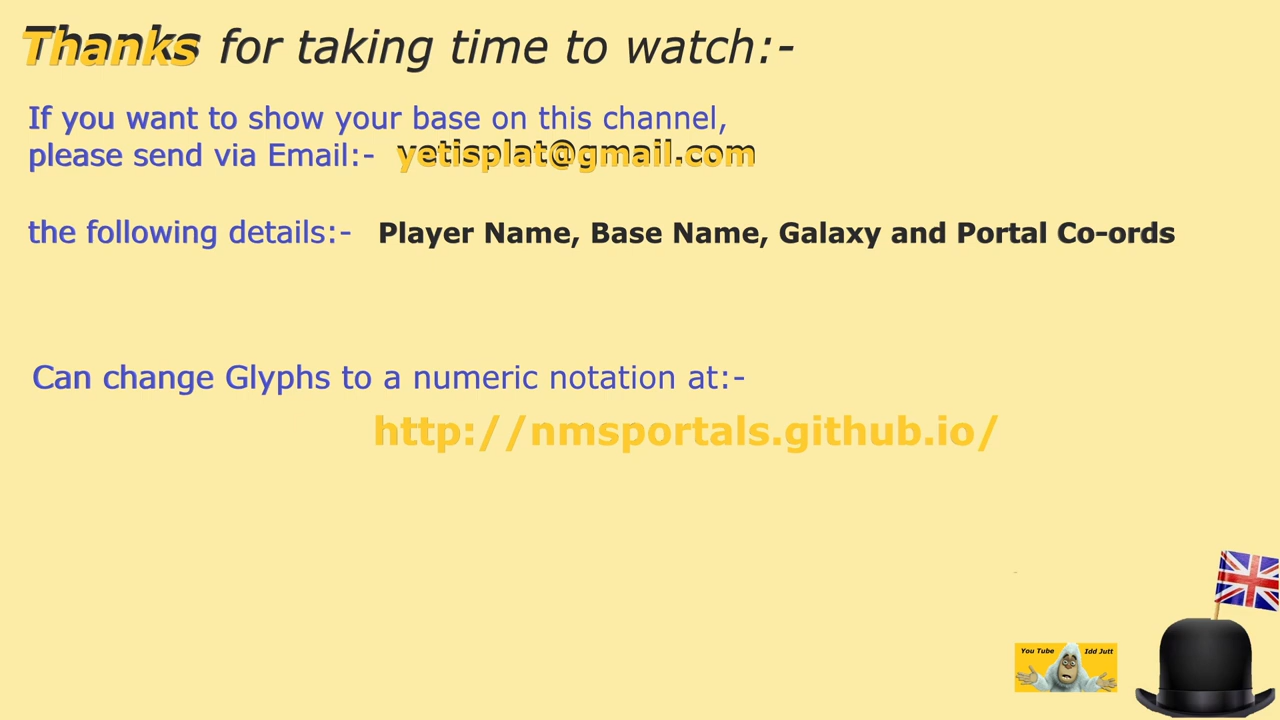 Thanks for taking time to watch:-
If you want to show your base on this channel,
please send via Email:- yetisplat@gmail.com
the following details:- Player Name, Base Name, Galaxy and Portal Co-ords
Can change Glyphs to a numeric notation at:-
http://nmsportals.github.io/
You Tube Idd Jutt